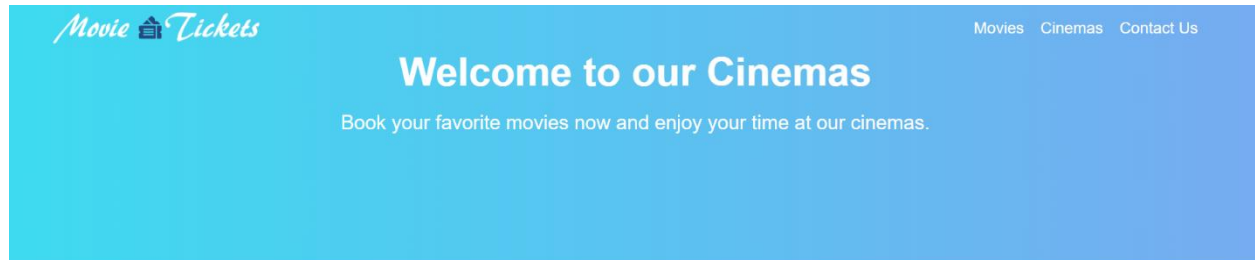 Movie Tickets
Movies Cinemas Contact Us
Welcome to our Cinemas
Book your favorite movies now and enjoy your time at our cinemas.